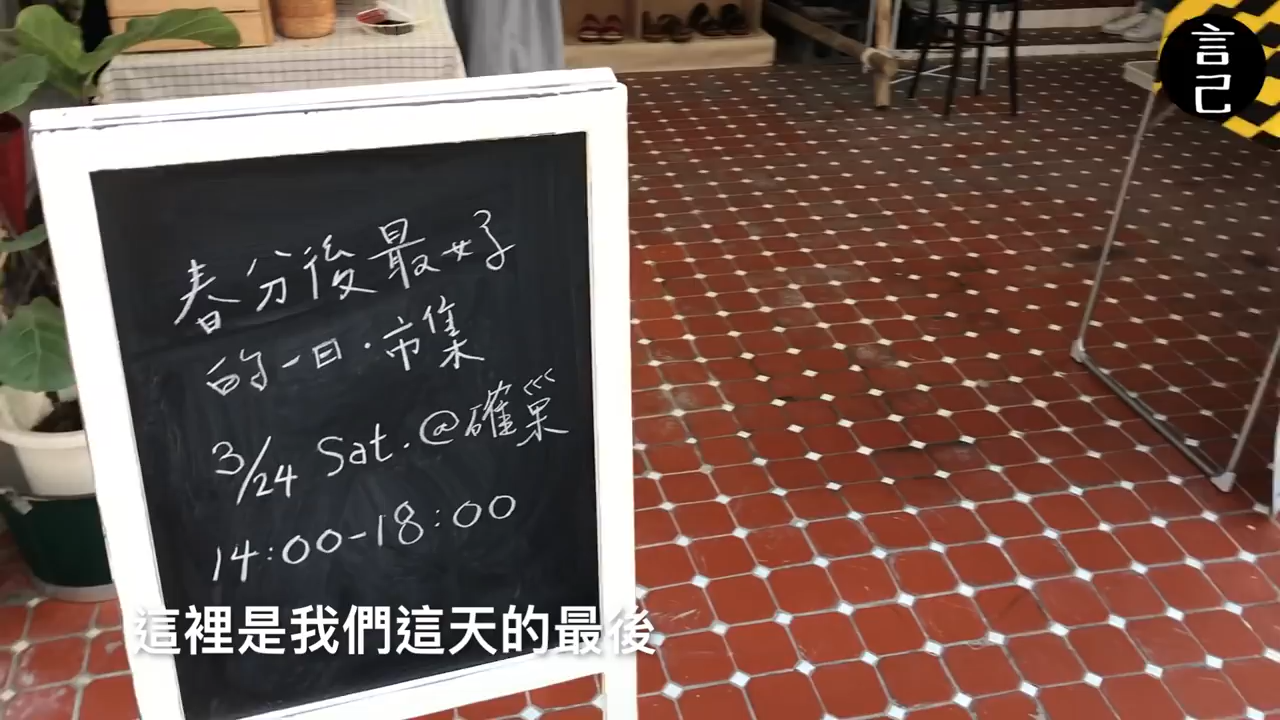 言己
春分後最好
的一日·市集
3/24 Sat. @確巢
14:00-18:00
這裡是我們這天的最後